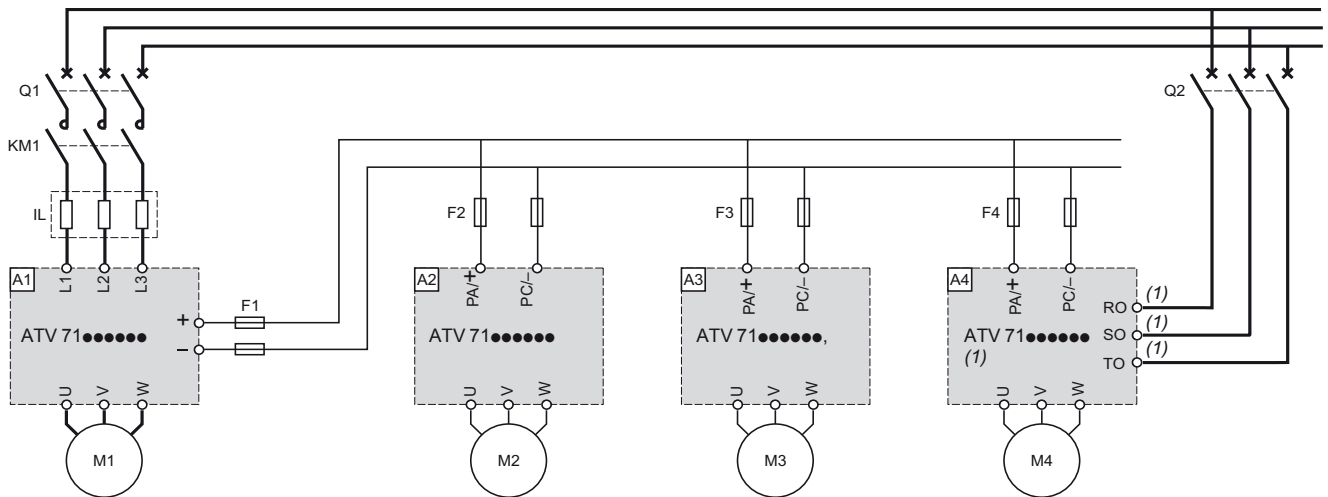 Q1
Q2
KM1
IL
F2
F3
F4
A1
L1
L2
L3
A2
PA/+
PC/–
A3
PA/+
PC/–
A4
PA/+
PC/–
RO
(1)
F1
+
ATV 71●●●●●●
–
ATV 71●●●●●●
ATV 71●●●●●●,
ATV 71●●●●●●
(1)
SO
(1)
TO
(1)
U
V
W
U
V
W
U
V
W
U
V
W
M1
M2
M3
M4